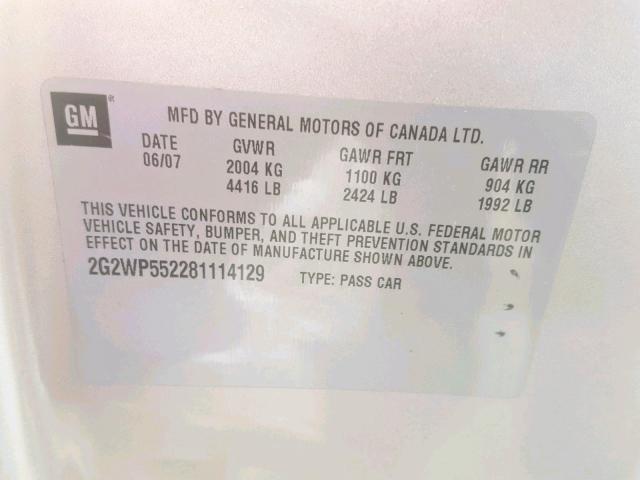 GM®
MFD BY GENERAL MOTORS OF CANADA LTD.
DATE GVWR GAWR FRT GAWR RR
06/07 2004 KG 1100 KG 904 KG
4416 LB 2424 LB 1992 LB
THIS VEHICLE CONFORMS TO ALL APPLICABLE U.S. FEDERAL MOTOR
VEHICLE SAFETY, BUMPER, AND THEFT PREVENTION STANDARDS IN
EFFECT ON THE DATE OF MANUFACTURE SHOWN ABOVE.
2G2WP552281114129 TYPE: PASS CAR